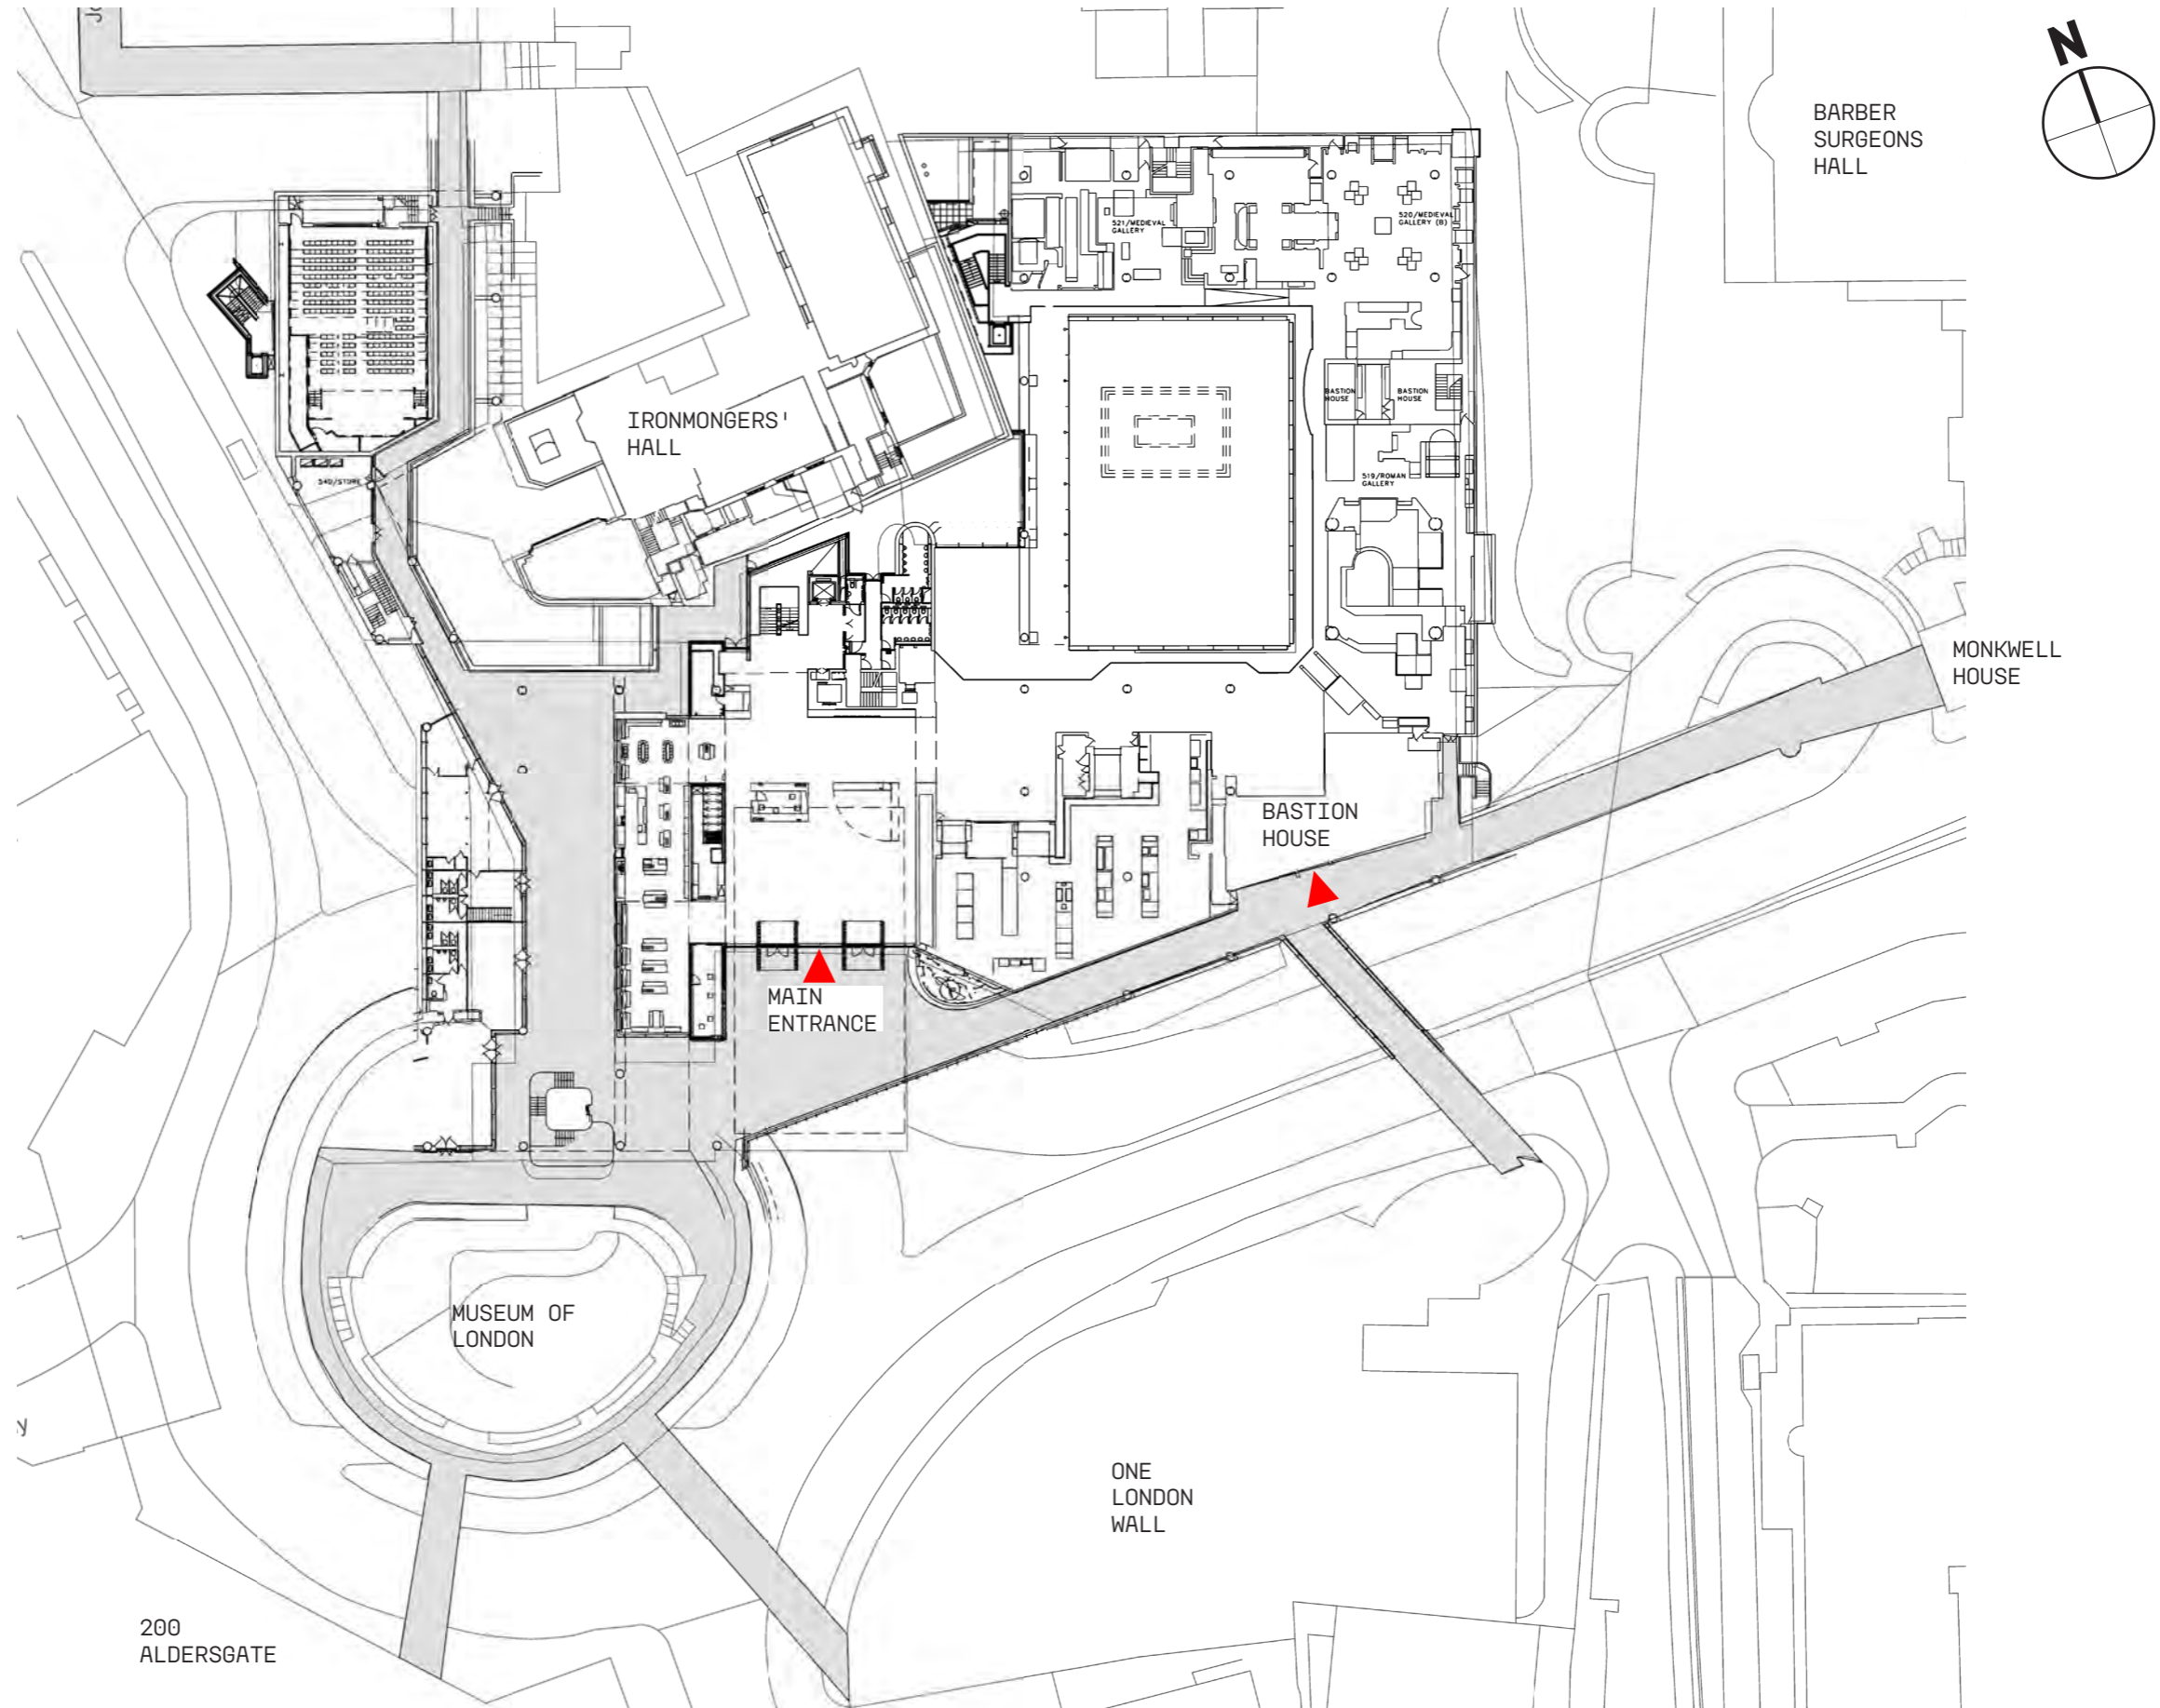 N
BARBER
SURGEONS
HALL
521/MEDIEVAL
GALLERY
520/MEDIEVAL
GALLERY (B)
BASTION
HOUSE
BASTION
HOUSE
IRONMONGERS'
HALL
540/STORE
519/ROMAN
GALLERY
MONKWELL
HOUSE
BASTION
HOUSE
MAIN
ENTRANCE
MUSEUM OF
LONDON
y
ONE
LONDON
WALL
200
ALDERSGATE